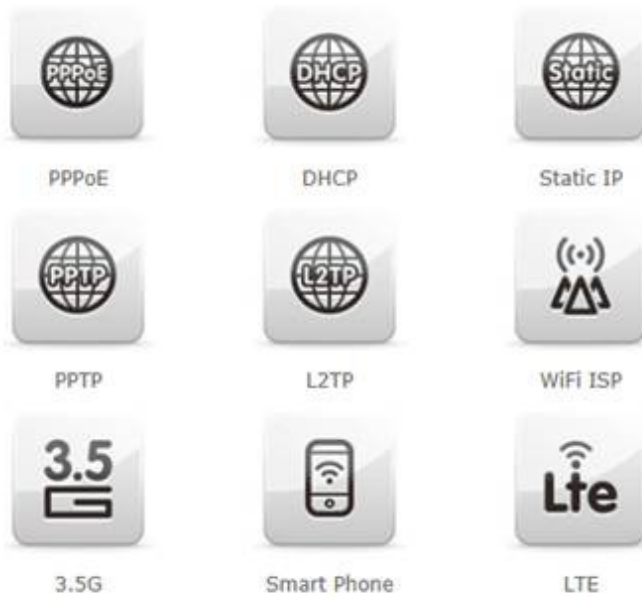 PPPoE DHCP Static
PPPoE DHCP Static IP
PPTP L2TP
PPTP L2TP WiFi ISP
3.5 G Lte
3.5G Smart Phone LTE